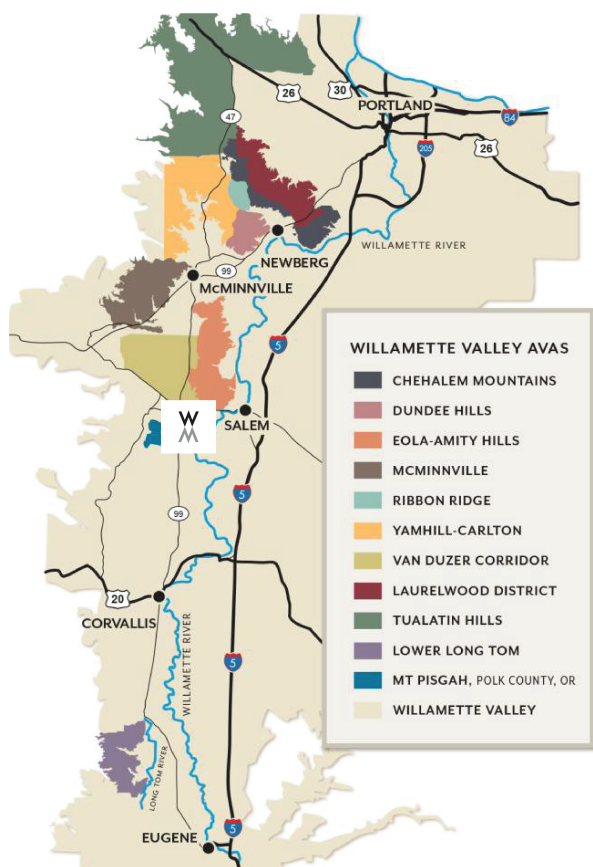 47
26
30
PORTLAND
84
205
26
WILLAMETTE RIVER
NEWBERG
99
McMINNVILLE
5
WILLAMETTE VALLEY AVAS
CHEHALEM MOUNTAINS
DUNDEE HILLS
EOLA-AMITY HILLS
MCMINNVILLE
RIBBON RIDGE
YAMHILL-CARLTON
VAN DUZER CORRIDOR
LAURELWOOD DISTRICT
TUALATIN HILLS
LOWER LONG TOM
MT PISGAH, POLK COUNTY, OR
WILLAMETTE VALLEY
W
SALEM
5
99
20
CORVALLIS
WILLAMETTE RIVER
5
LONG TOM RIVER
EUGENE
5